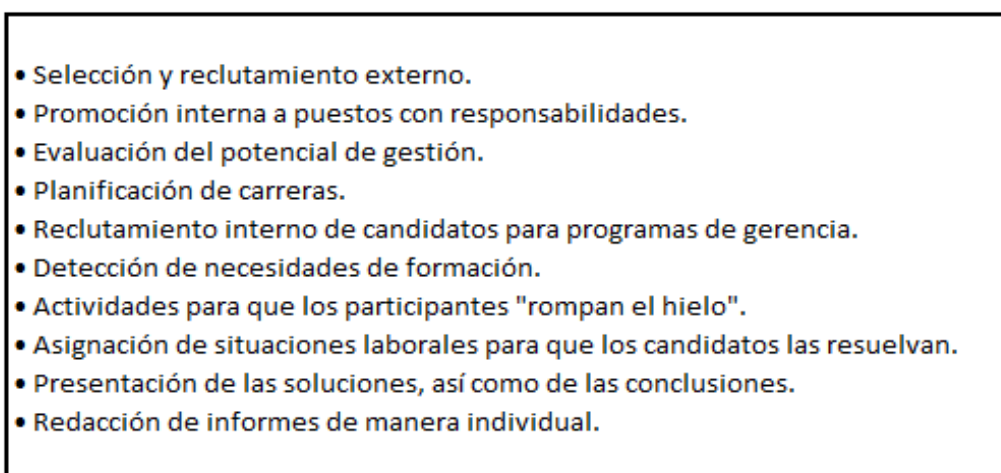 • Selección y reclutamiento externo.
• Promoción interna a puestos con responsabilidades.
• Evaluación del potencial de gestión.
• Planificación de carreras.
• Reclutamiento interno de candidatos para programas de gerencia.
• Detección de necesidades de formación.
• Actividades para que los participantes "rompan el hielo".
• Asignación de situaciones laborales para que los candidatos las resuelvan.
• Presentación de las soluciones, así como de las conclusiones.
• Redacción de informes de manera individual.